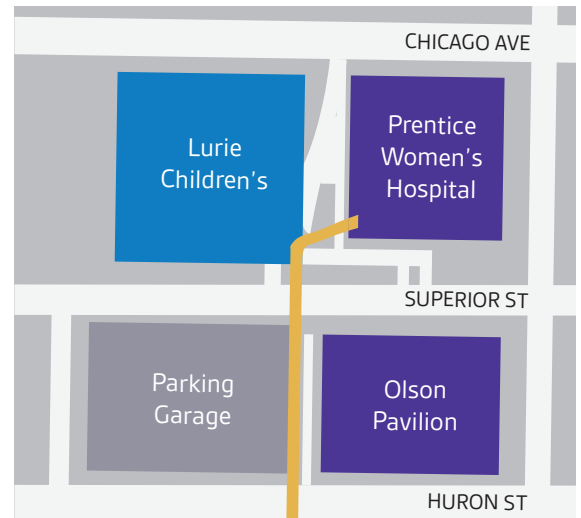 CHICAGO AVE
Lurie
Children's
Prentice
Women's
Hospital
SUPERIOR ST
Parking
Garage
Olson
Pavilion
HURON ST